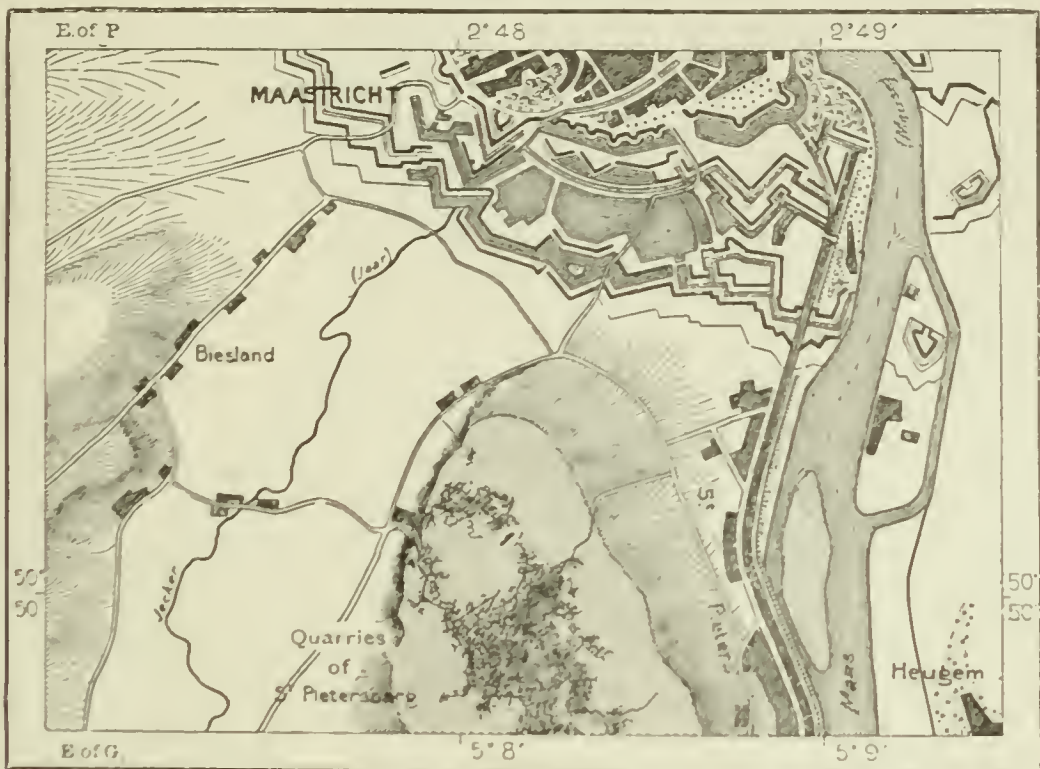 E. of P
2° 48
2° 49′
MAASTRICHT
(Meuse)
(Jaar)
Biesland
Sᵗ Pieter
50°
50
50°
50′
Jecker
Quarries
of
Sᵗ Pietersberg
Maas
Heugem
E of G
5° 8′
5° 9′